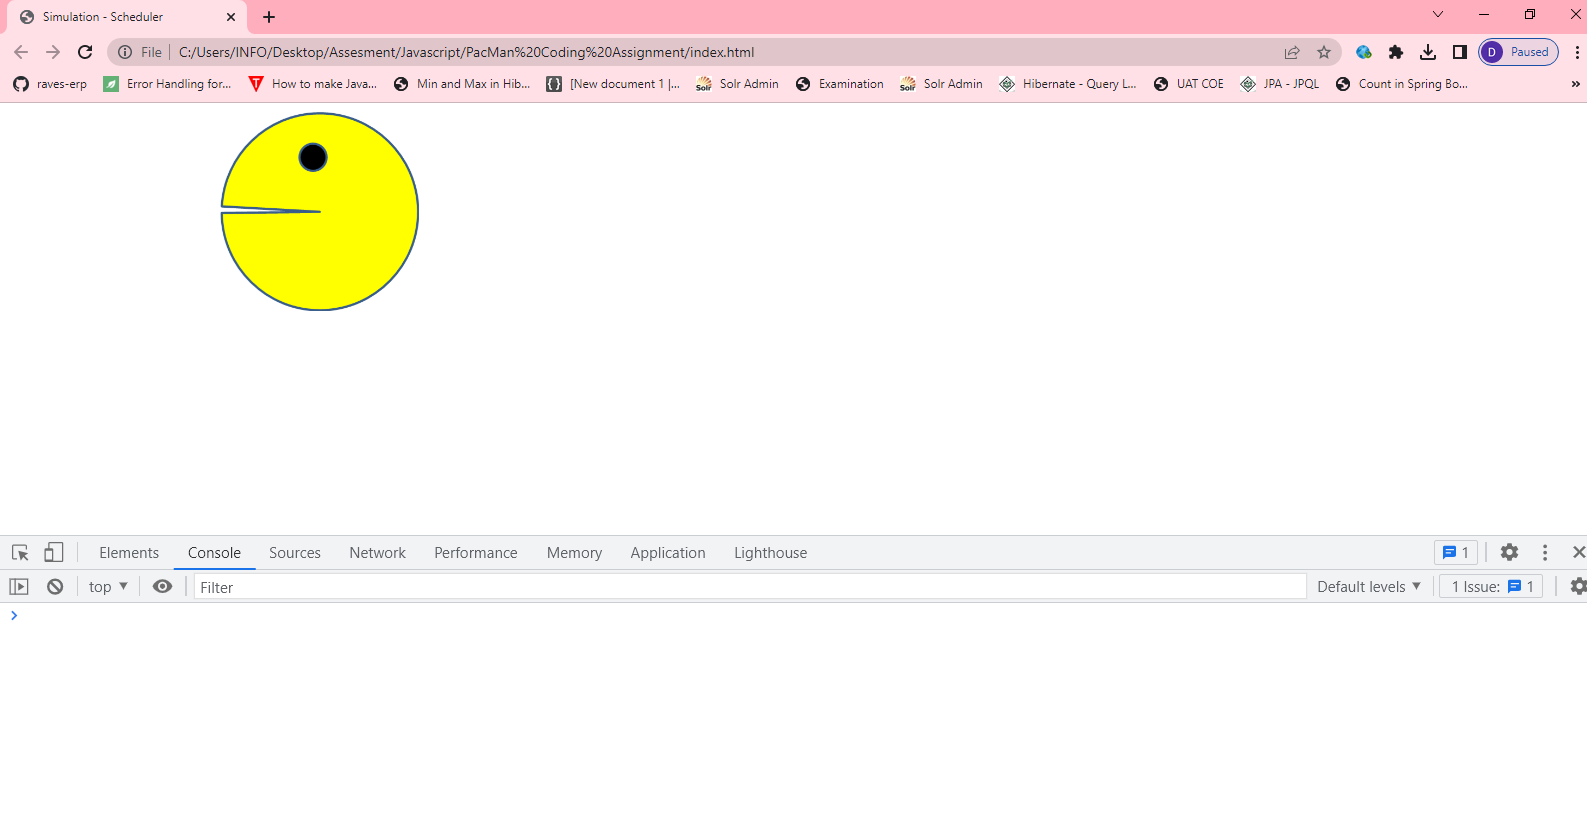 Simulation - Scheduler
File C:/Users/INFO/Desktop/Assesment/Javascript/PacMan%20Coding%20Assignment/index.html D Paused
raves-erp Error Handling for... How to make Java... Min and Max in Hib... [New document 1 |... Solr Admin Examination Solr Admin Hibernate - Query L... UAT COE JPA - JPQL Count in Spring Bo... »
Elements Console Sources Network Performance Memory Application Lighthouse 1
top Filter Default levels 1 Issue: 1